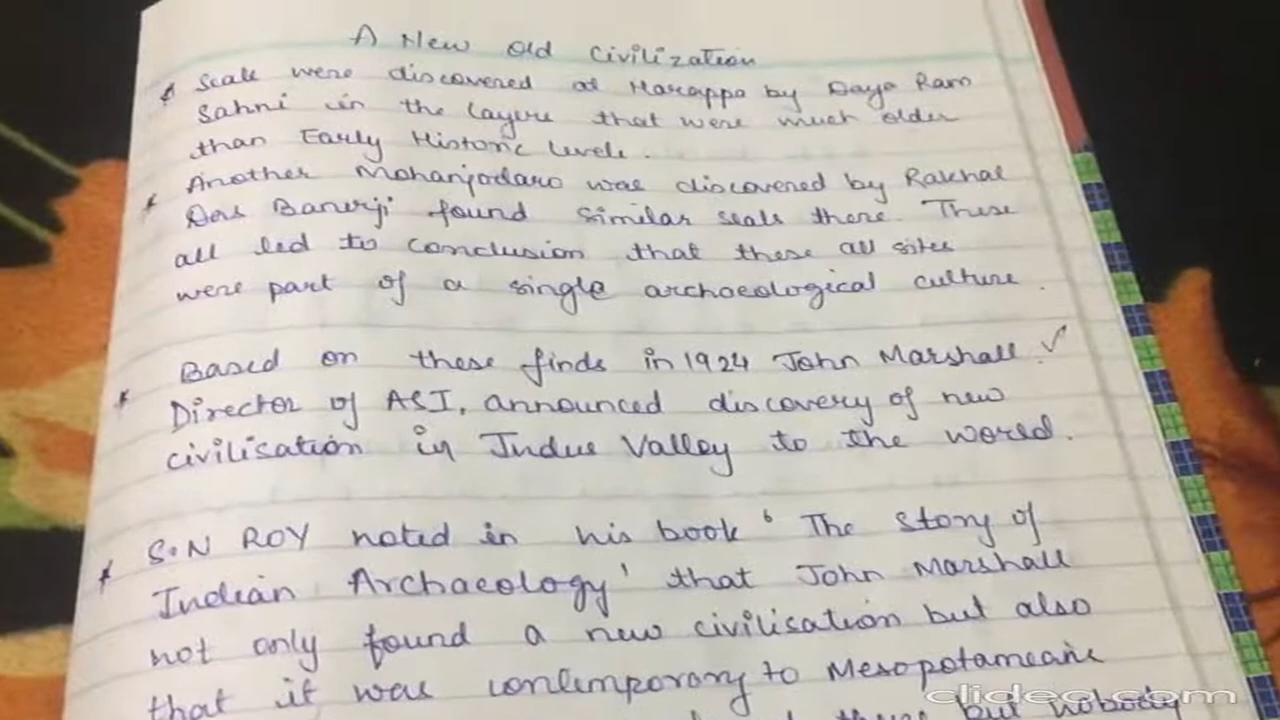 A New Old Civilization
* Seals were discovered at Harappa by Daya Ram
Sahni in the layers that were much older
than Early Historic levels.
* Another Mohanjodaro was discovered by Rakhal
Das Banerji found similar seals there. These
all led to conclusion that these all sites
were part of a single archaeological culture.
* Based on these finds in 1924 John Marshall ✓
Director of ASI, announced discovery of new
civilisation in Indus Valley to the world.
* S.N ROY noted in his book ' The Story of
Indian Archaeology' that John Marshall
not only found a new civilisation but also
that it was contemporary to Mesopotameans
but nobody
clideo.com